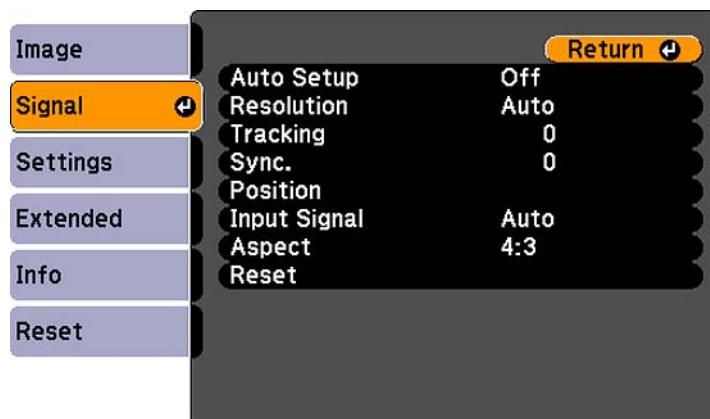 Image
Signal
Settings
Extended
Info
Reset
Return
Auto Setup Off
Resolution Auto
Tracking 0
Sync. 0
Position
Input Signal Auto
Aspect 4:3
Reset